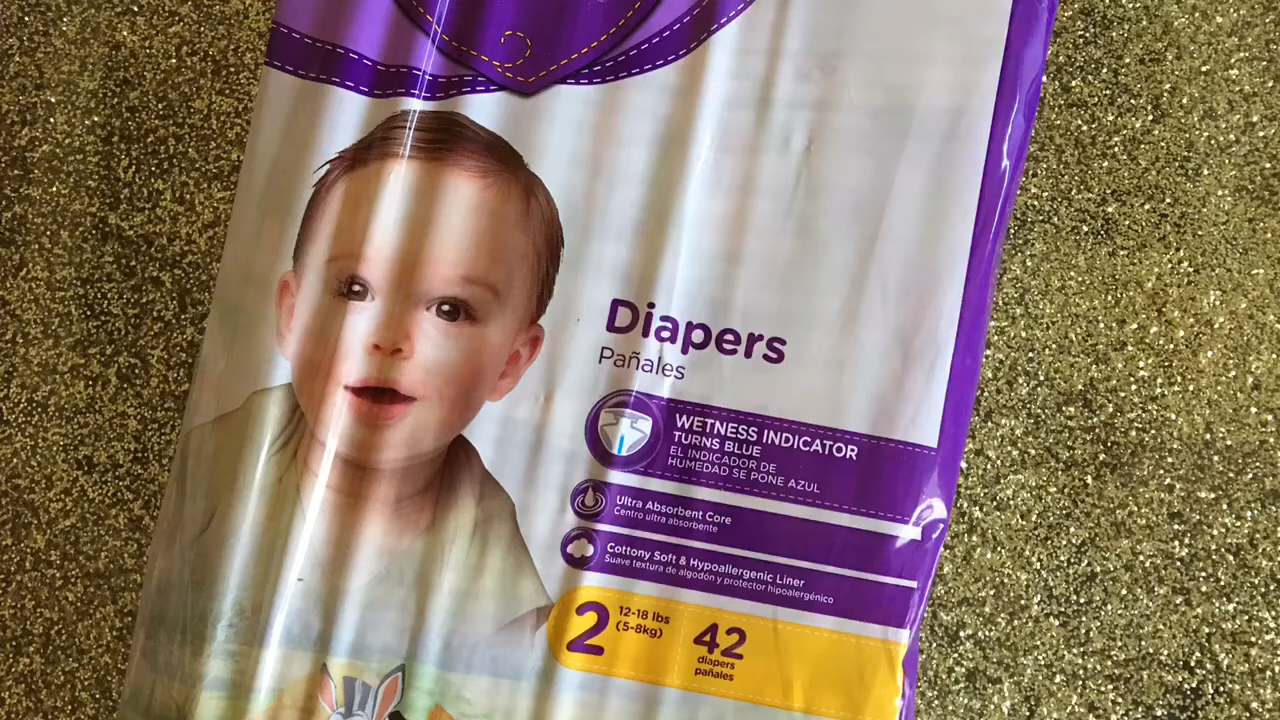 Diapers
Pañales
WETNESS INDICATOR
TURNS BLUE
EL INDICADOR DE
HUMEDAD SE PONE AZUL
Ultra Absorbent Core
Centro ultra absorbente
Cottony Soft & Hypoallergenic Liner
Suave textura de algodón y protector hipoalergénico
2
12-18 lbs
(5-8kg)
42
diapers
pañales